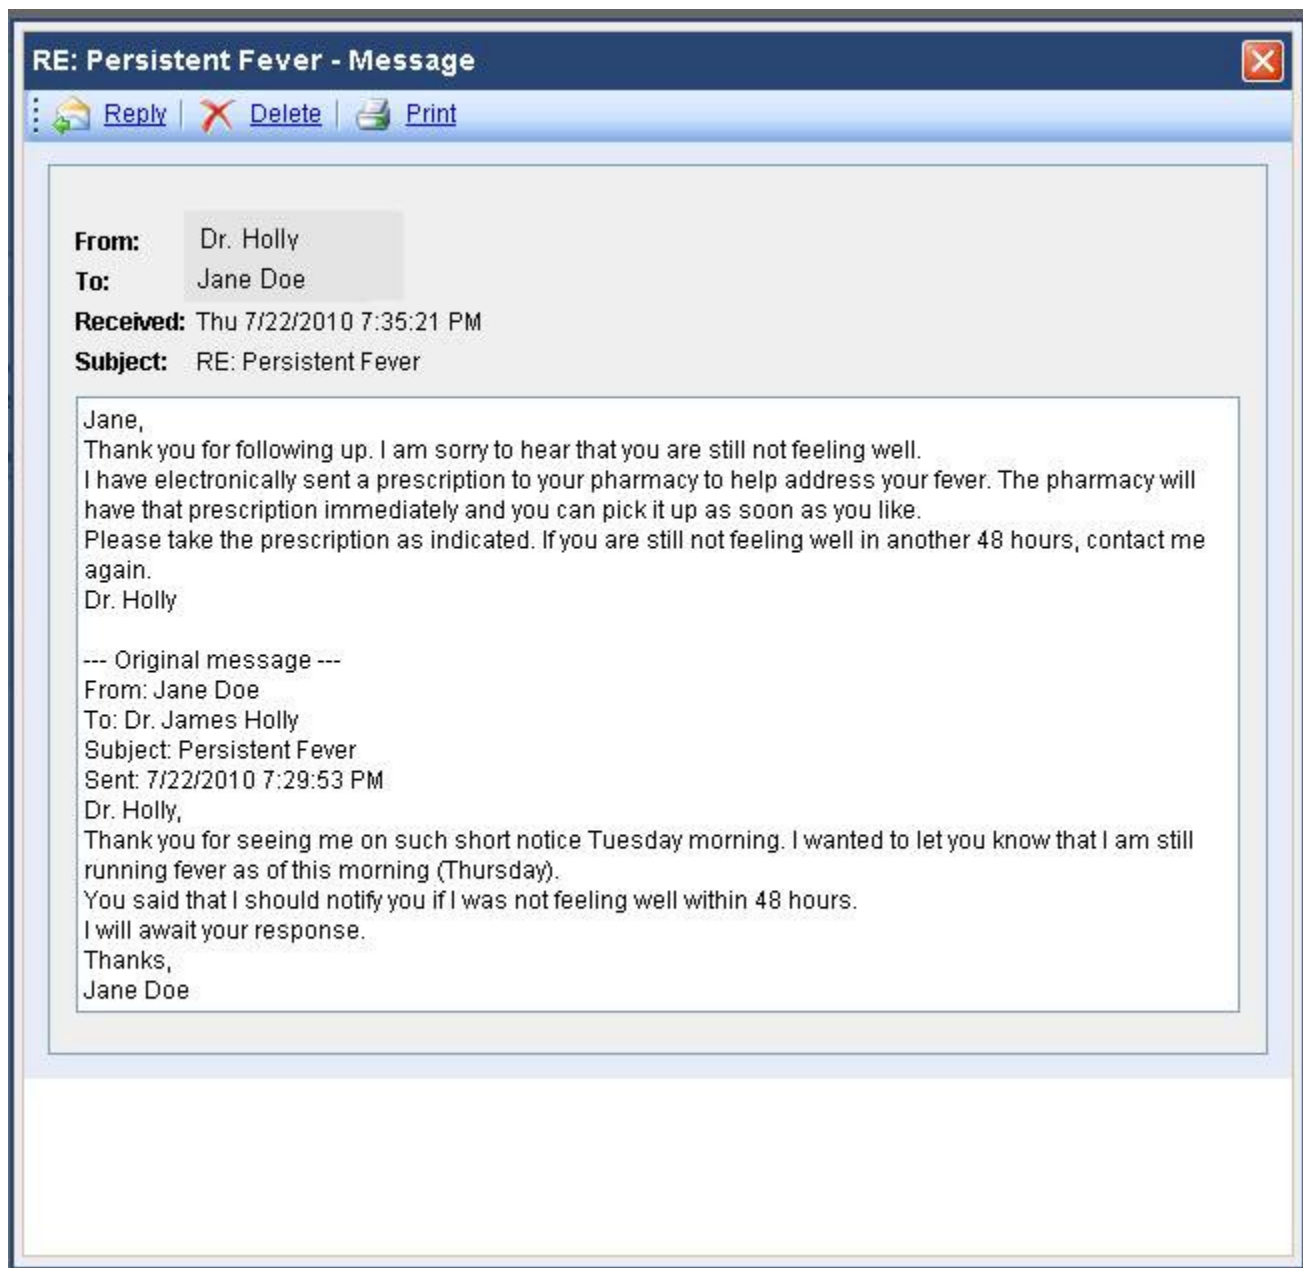 RE: Persistent Fever - Message
Reply Delete Print
From: Dr. Holly
To: Jane Doe
Received: Thu 7/22/2010 7:35:21 PM
Subject: RE: Persistent Fever
Jane,
Thank you for following up. I am sorry to hear that you are still not feeling well.
I have electronically sent a prescription to your pharmacy to help address your fever. The pharmacy will
have that prescription immediately and you can pick it up as soon as you like.
Please take the prescription as indicated. If you are still not feeling well in another 48 hours, contact me
again.
Dr. Holly
--- Original message ---
From: Jane Doe
To: Dr. James Holly
Subject: Persistent Fever
Sent: 7/22/2010 7:29:53 PM
Dr. Holly,
Thank you for seeing me on such short notice Tuesday morning. I wanted to let you know that I am still
running fever as of this morning (Thursday).
You said that I should notify you if I was not feeling well within 48 hours.
I will await your response.
Thanks,
Jane Doe